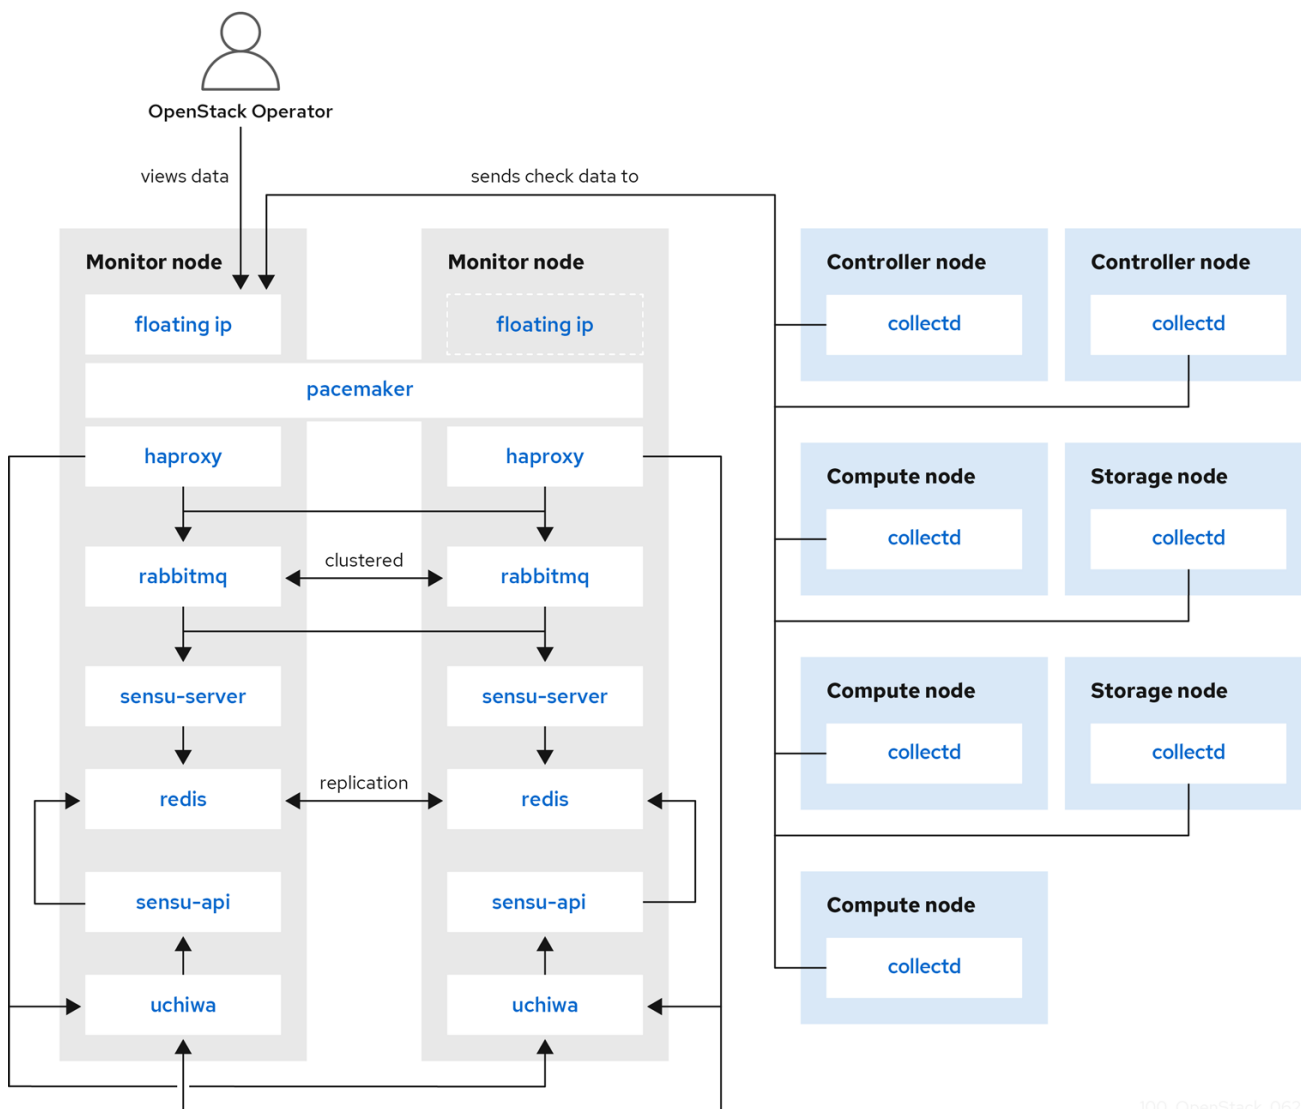 OpenStack Operator
views data
sends check data to
Monitor node
floating ip
Monitor node
floating ip
pacemaker
haproxy
haproxy
rabbitmq
clustered
rabbitmq
sensu-server
sensu-server
redis
replication
redis
sensu-api
sensu-api
uchiwa
uchiwa
Controller node
collectd
Controller node
collectd
Compute node
collectd
Storage node
collectd
Compute node
collectd
Storage node
collectd
Compute node
collectd